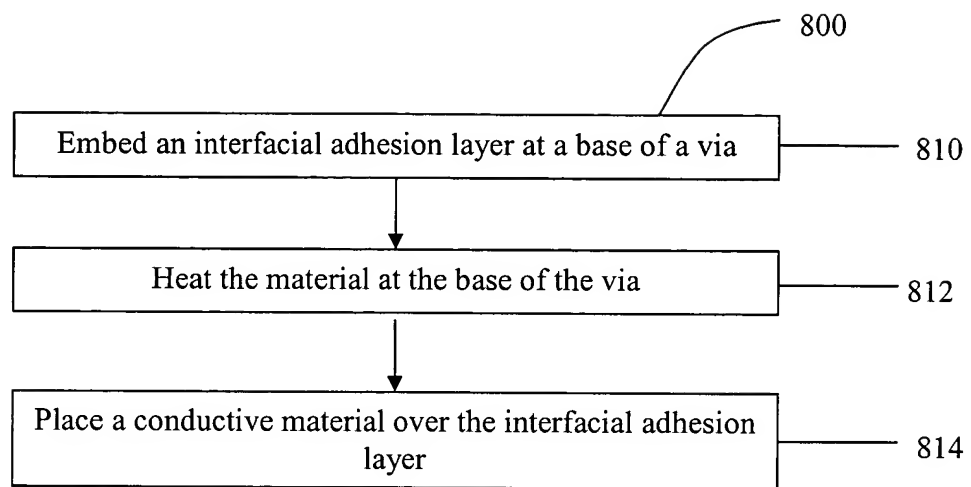 800
Embed an interfacial adhesion layer at a base of a via
810
Heat the material at the base of the via
812
Place a conductive material over the interfacial adhesion
layer
814